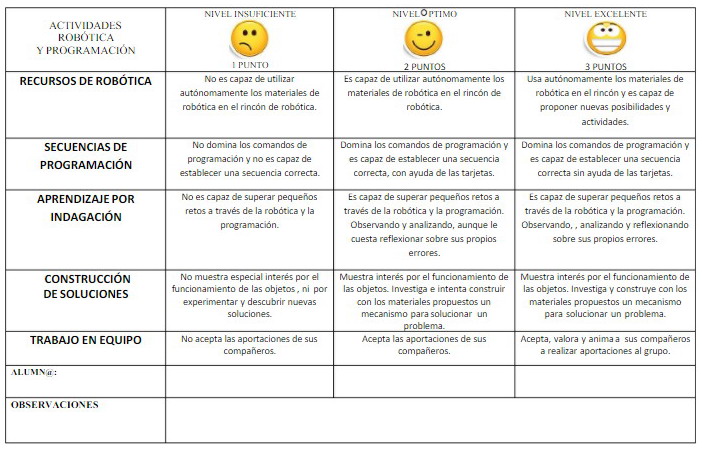 ACTIVIDADES
ROBÓTICA
Y PROGRAMACIÓN
NIVEL INSUFICIENTE
1 PUNTO
NIVEL OPTIMO
2 PUNTOS
NIVEL EXCELENTE
3 PUNTOS
RECURSOS DE ROBÓTICA
No es capaz de utilizar
autónomamente los materiales de
robótica en el rincón de robótica.
Es capaz de utilizar autónomamente los
materiales de robótica en el rincón de
robótica.
Usa autónomamente los materiales de
robótica en el rincón y es capaz de
proponer nuevas posibilidades y
actividades.
SECUENCIAS DE
PROGRAMACIÓN
No domina los comandos de
programación y no es capaz de
establecer una secuencia correcta.
Domina los comandos de programación y
es capaz de establecer una secuencia
correcta, con ayuda de las tarjetas.
Domina los comandos de programación y
es capaz de establecer una secuencia
correcta sin ayuda de las tarjetas.
APRENDIZAJE POR
INDAGACIÓN
No es capaz de superar pequeños
retos a través de la robótica y la
programación.
Es capaz de superar pequeños retos a
través de la robótica y la programación.
Observando y analizando, aunque le
cuesta reflexionar sobre sus propios
errores.
Es capaz de superar pequeños retos a
través de la robótica y la programación.
Observando, , analizando y reflexionando
sobre sus propios errores.
CONSTRUCCIÓN
DE SOLUCIONES
No muestra especial interés por el
funcionamiento de las objetos , ni por
experimentar y descubrir nuevas
soluciones.
Muestra interés por el funcionamiento de
las objetos. Investiga e intenta construir
con los materiales propuestos un
mecanismo para solucionar un
problema.
Muestra interés por el funcionamiento de
las objetos. Investiga y construye con los
materiales propuestos un mecanismo
para solucionar un problema.
TRABAJO EN EQUIPO
No acepta las aportaciones de sus
compañeros.
Acepta las aportaciones de sus
compañeros.
Acepta, valora y anima a sus compañeros
a realizar aportaciones al grupo.
ALUMN@:
OBSERVACIONES